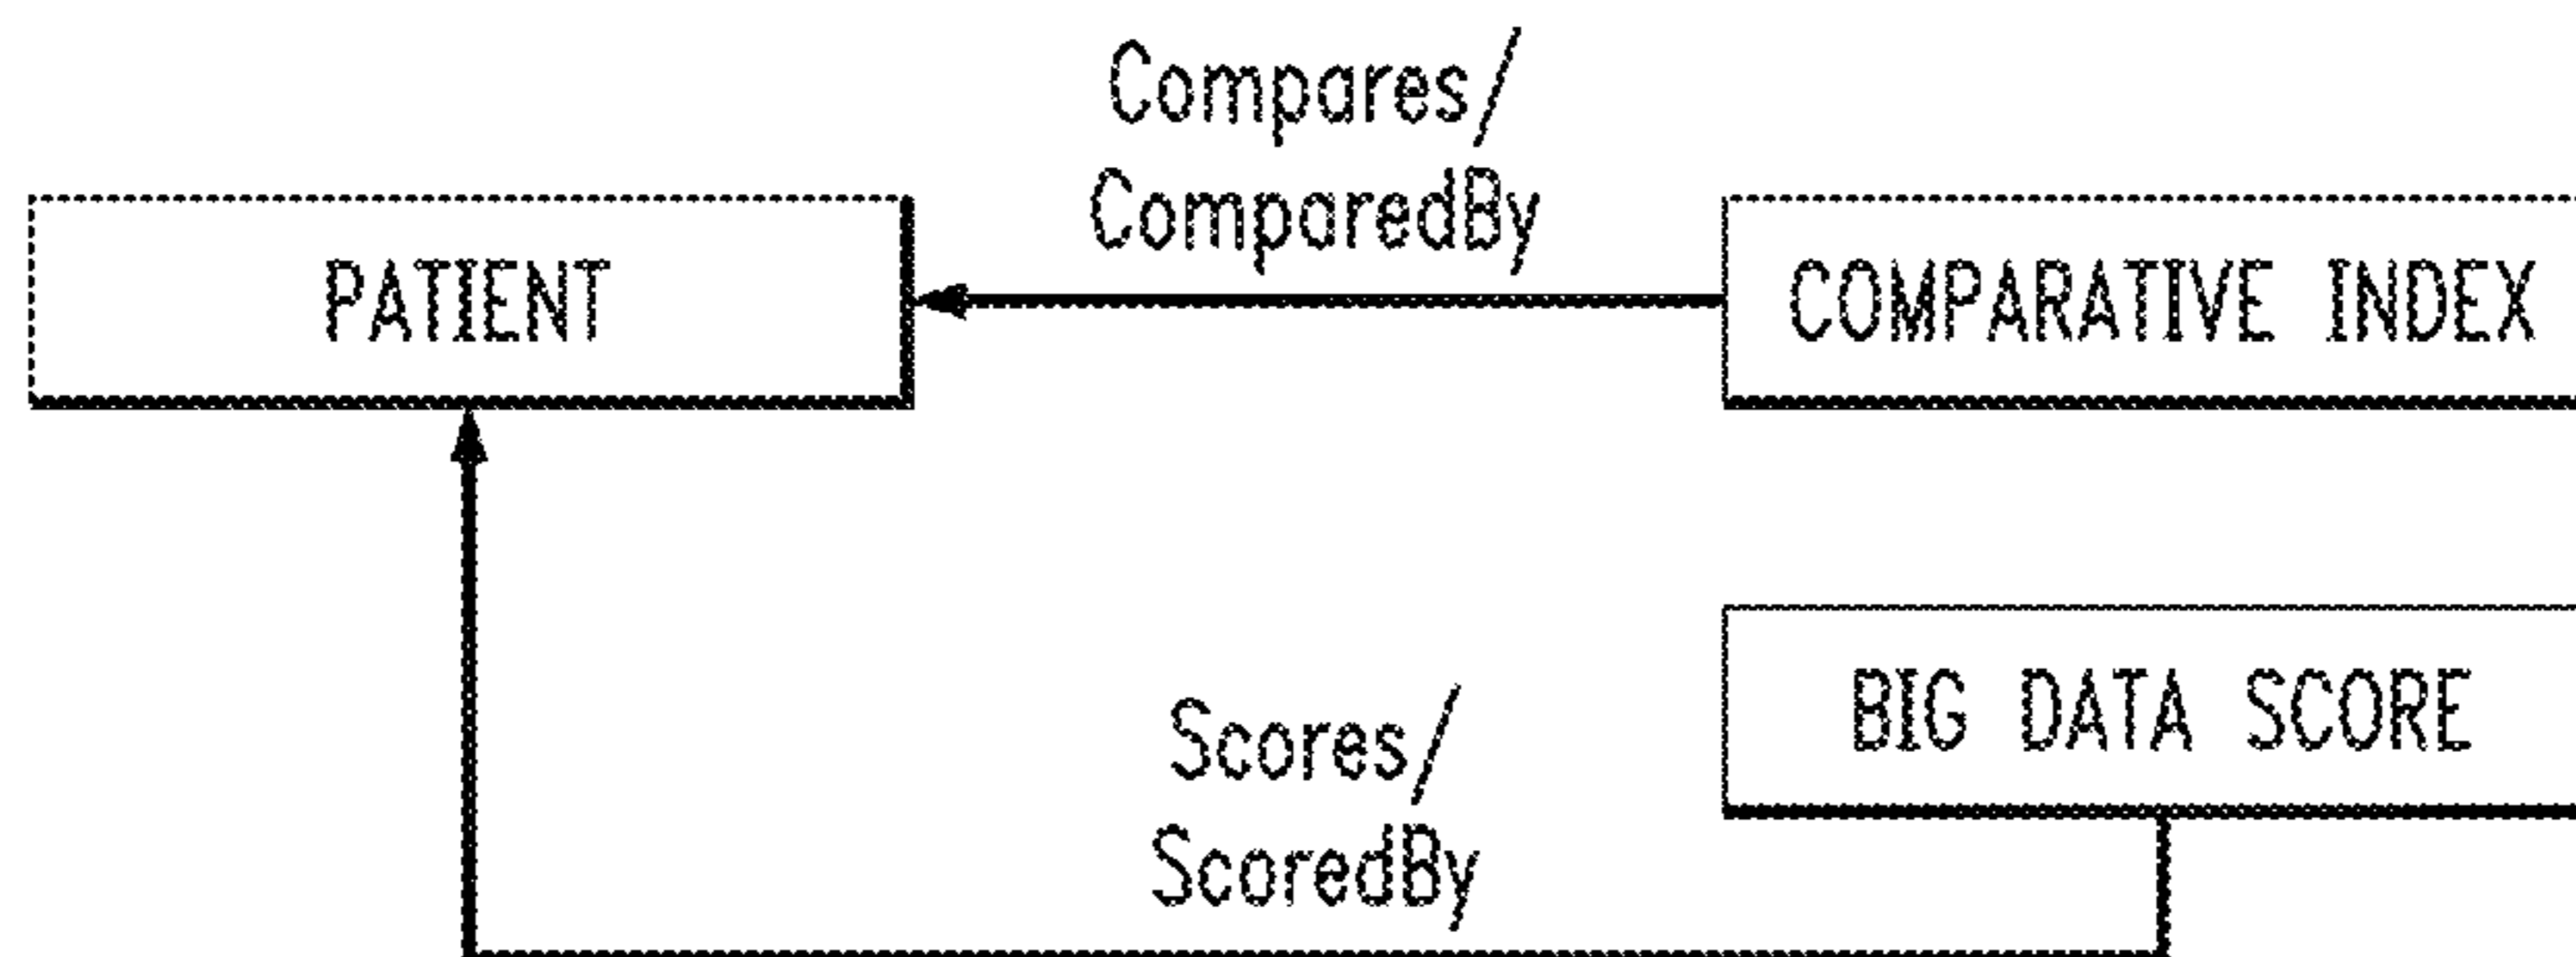 Compares/
ComparedBy
PATIENT
COMPARATIVE INDEX
BIG DATA SCORE
Scores/
ScoredBy